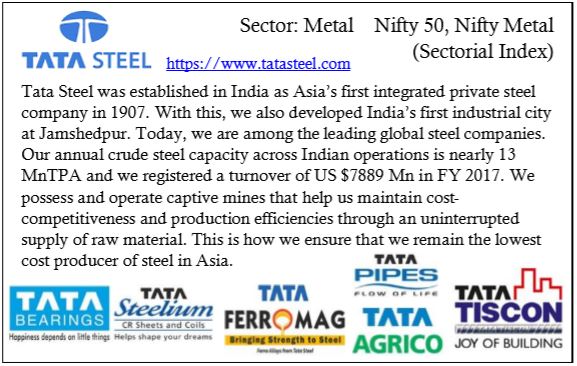 Sector: Metal Nifty 50, Nifty Metal
TATA STEEL https://www.tatasteel.com (Sectorial Index)
Tata Steel was established in India as Asia's first integrated private steel
company in 1907. With this, we also developed India's first industrial city
at Jamshedpur. Today, we are among the leading global steel companies.
Our annual crude steel capacity across Indian operations is nearly 13
MnTPA and we registered a turnover of US $7889 Mn in FY 2017. We
possess and operate captive mines that help us maintain cost-
competitiveness and production efficiencies through an uninterrupted
supply of raw material. This is how we ensure that we remain the lowest
cost producer of steel in Asia.
TATA
BEARINGS
Happiness depends on little things
TATA
Steelium
CR Sheets and Coils
Helps shape your dreams
TATA
FERROMAG
Bringing Strength to Steel
Ferro Alloys from Tata Steel
TATA
PIPES
FLOW OF LIFE
TATA
AGRICO
TATA
TISCON
JOY OF BUILDING